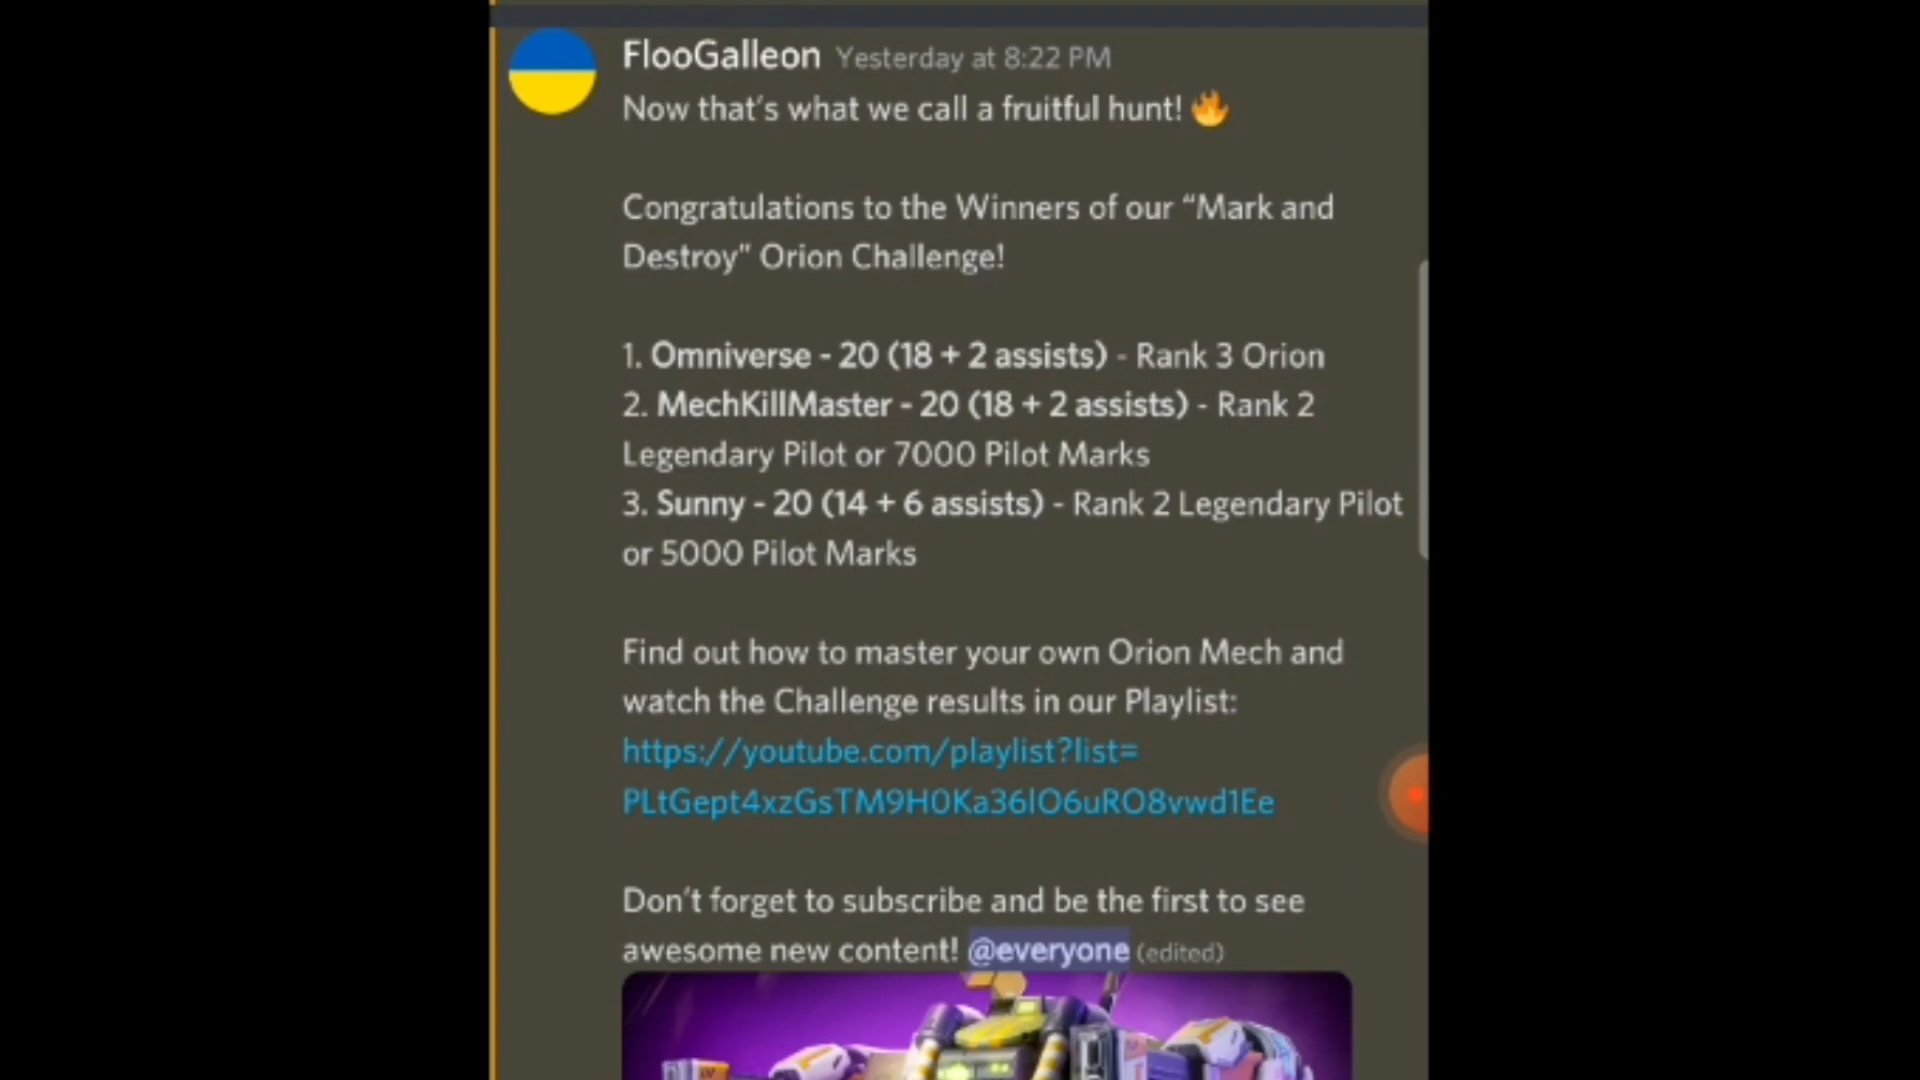 FlooGalleon Yesterday at 8:22 PM
Now that's what we call a fruitful hunt! 🔥
Congratulations to the Winners of our “Mark and
Destroy” Orion Challenge!
1. Omniverse - 20 (18 + 2 assists) - Rank 3 Orion
2. MechKillMaster - 20 (18 + 2 assists) - Rank 2
Legendary Pilot or 7000 Pilot Marks
3. Sunny - 20 (14 + 6 assists) - Rank 2 Legendary Pilot
or 5000 Pilot Marks
Find out how to master your own Orion Mech and
watch the Challenge results in our Playlist:
https://youtube.com/playlist?list=
PLtGept4xzGsTM9H0Ka36lO6uRO8vwd1Ee
Don't forget to subscribe and be the first to see
awesome new content! @everyone (edited)